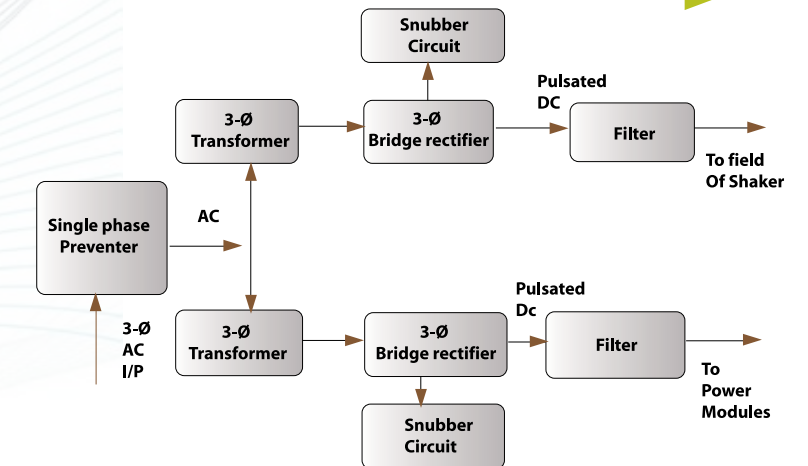 Snubber
Circuit
Pulsated
DC
3-Ø
Transformer
3-Ø
Bridge rectifier
Filter
To field
Of Shaker
Single phase
Preventer
AC
3-Ø
AC
I/P
3-Ø
Transformer
3-Ø
Bridge rectifier
Pulsated
Dc
Filter
To
Power
Modules
Snubber
Circuit